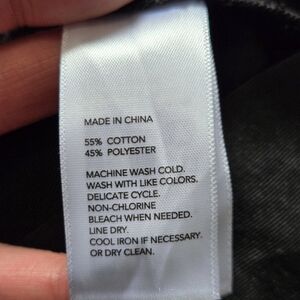 MADE IN CHINA
55% COTTON
45% POLYESTER
MACHINE WASH COLD.
WASH WITH LIKE COLORS.
DELICATE CYCLE.
NON-CHLORINE
BLEACH WHEN NEEDED.
LINE DRY.
COOL IRON IF NECESSARY.
OR DRY CLEAN.